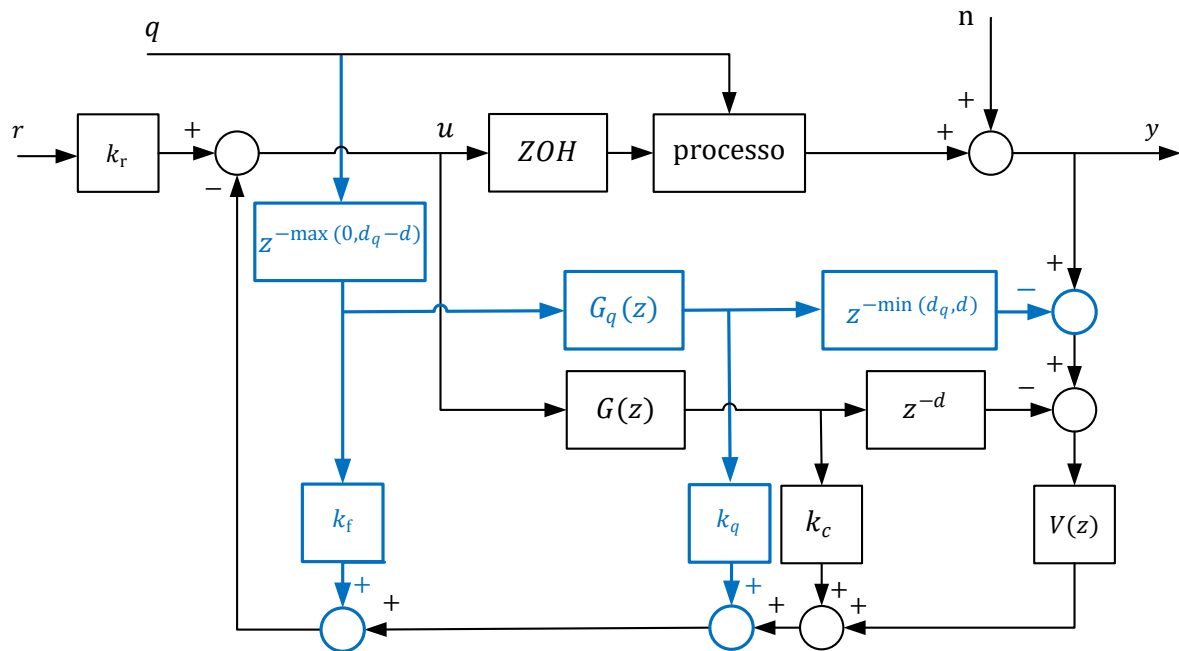 q
n
+
r
k_r
+
−
u
ZOH
processo
+
y
z^{−max (0,d_q−d)}
+
G_q(z)
z^{−min (d_q,d)}
−
+
G(z)
z^{−d}
−
k_f
k_q
k_c
V(z)
+
+
+
+
+
+